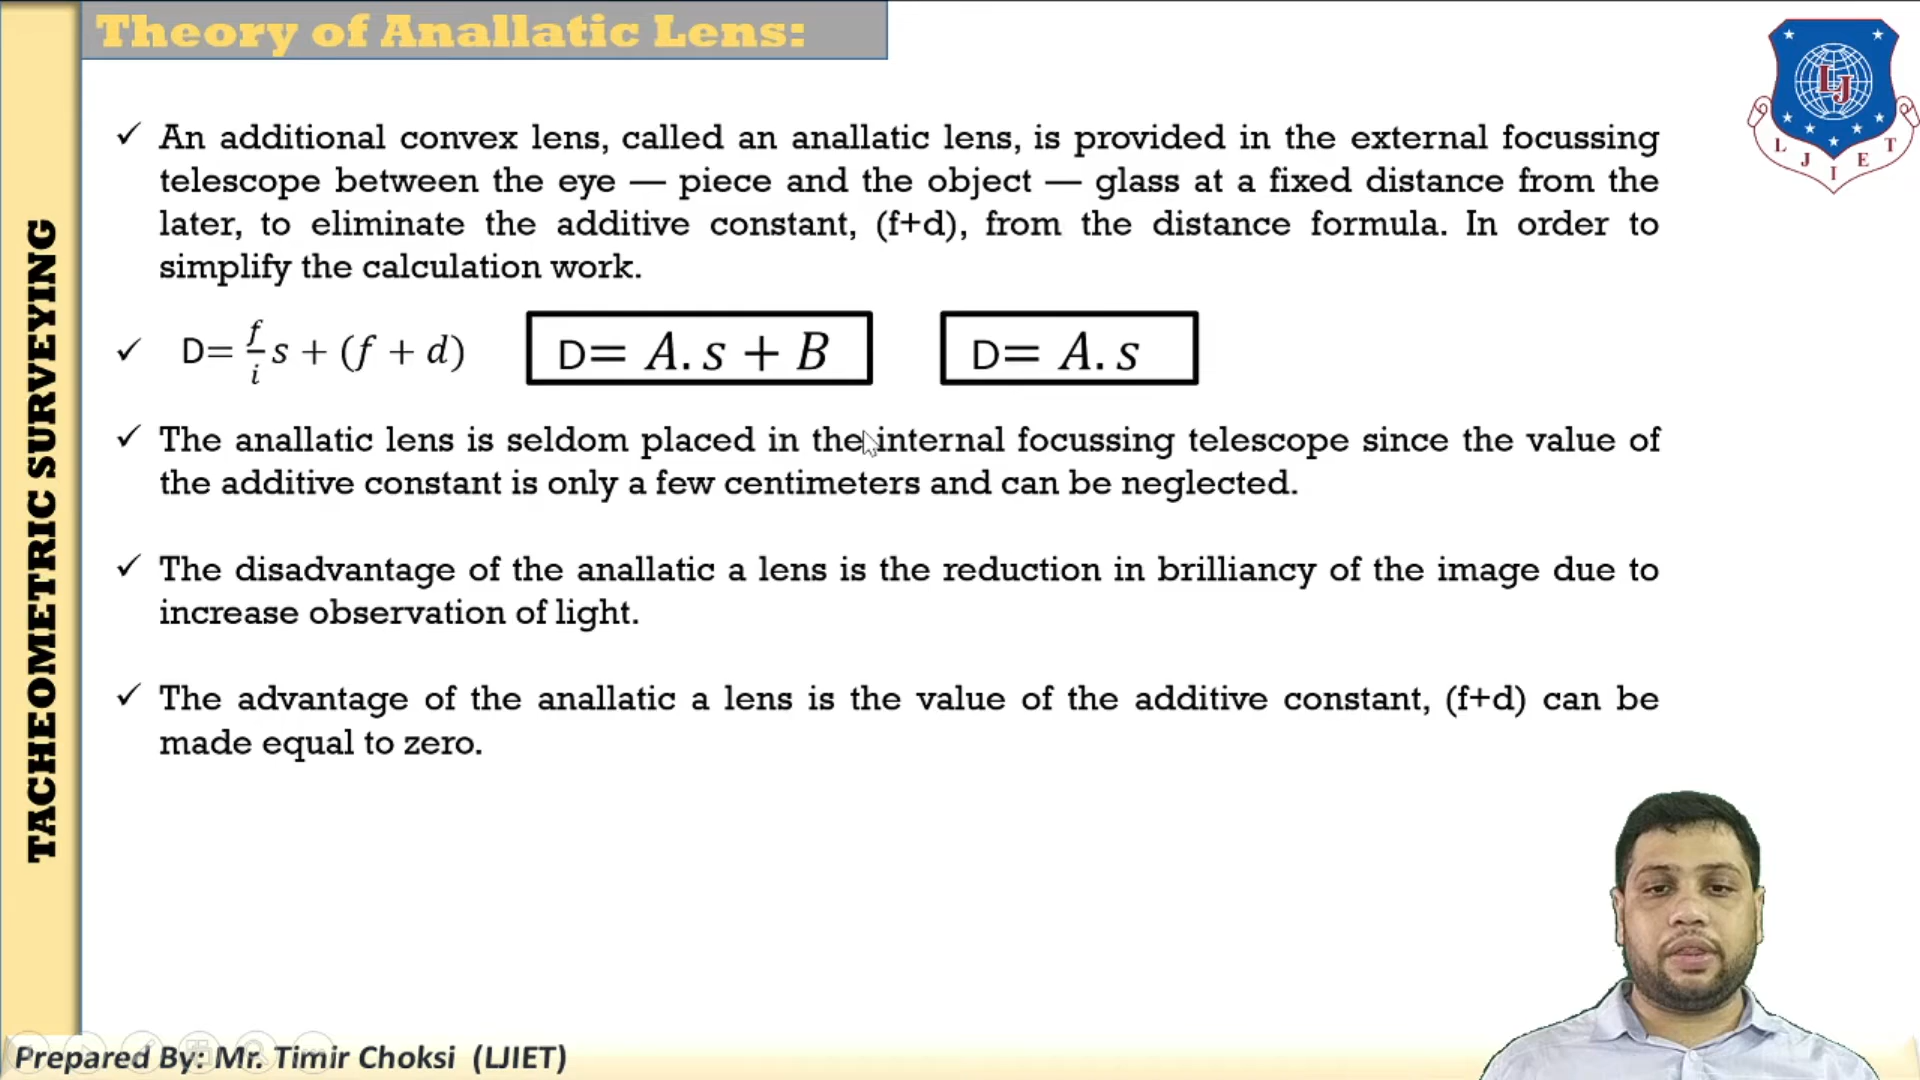 Theory of Anallatic Lens:
An additional convex lens, called an anallatic lens, is provided in the external focussing
telescope between the eye — piece and the object — glass at a fixed distance from the
later, to eliminate the additive constant, (f+d), from the distance formula. In order to
simplify the calculation work.
D= f/i s + (f + d)
D= A.s + B
D= A.s
The anallatic lens is seldom placed in the internal focussing telescope since the value of
the additive constant is only a few centimeters and can be neglected.
The disadvantage of the anallatic a lens is the reduction in brilliancy of the image due to
increase observation of light.
The advantage of the anallatic a lens is the value of the additive constant, (f+d) can be
made equal to zero.
TACHEOMETRIC SURVEYING
LJ
L J I E T
Prepared By: Mr. Timir Choksi (LJIET)